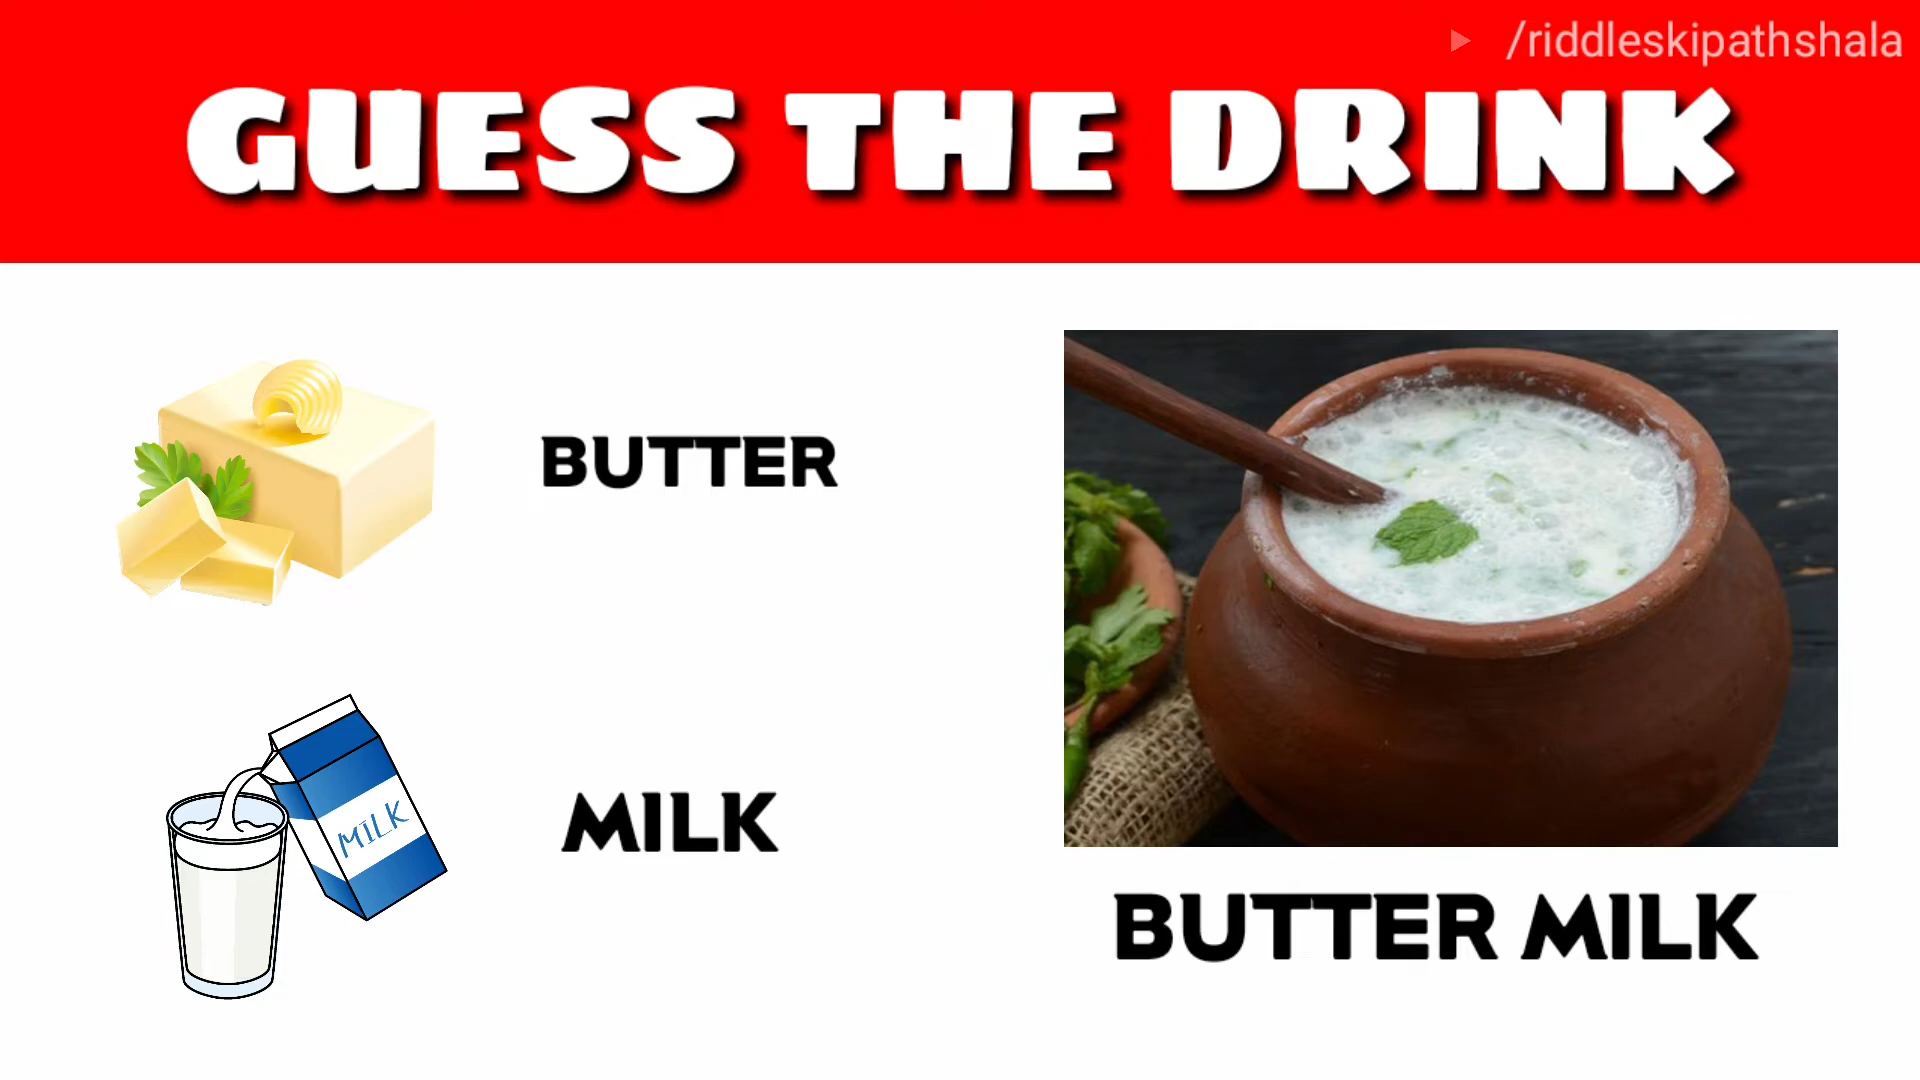 /riddleskipathshala
GUESS THE DRINK
BUTTER
MILK
MILK
BUTTER MILK